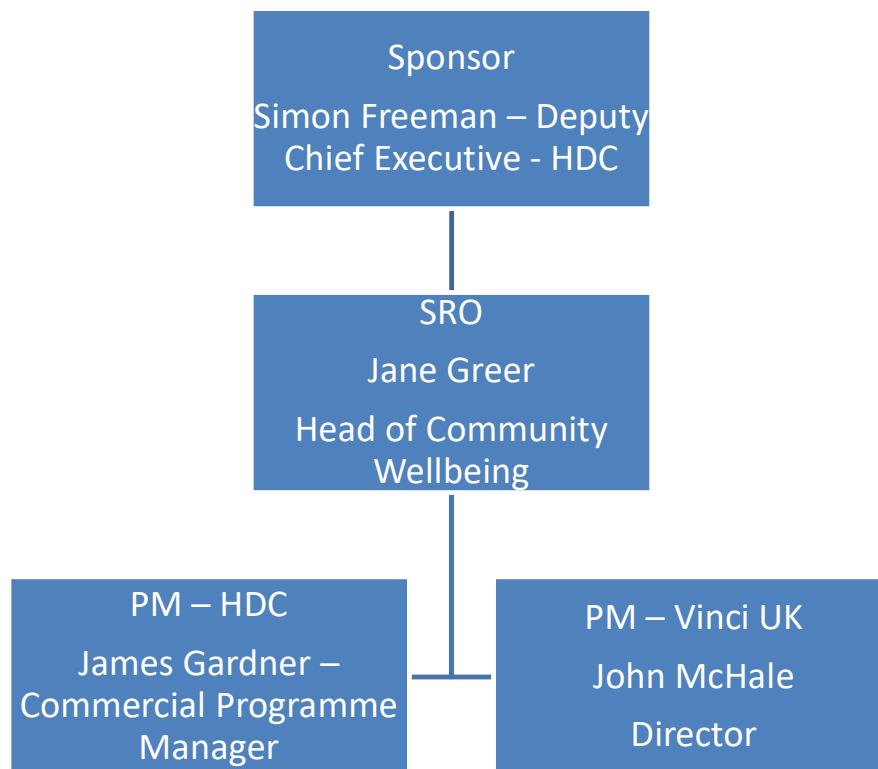 Sponsor
Simon Freeman – Deputy
Chief Executive - HDC
SRO
Jane Greer
Head of Community
Wellbeing
PM – HDC
James Gardner –
Commercial Programme
Manager
PM – Vinci UK
John McHale
Director